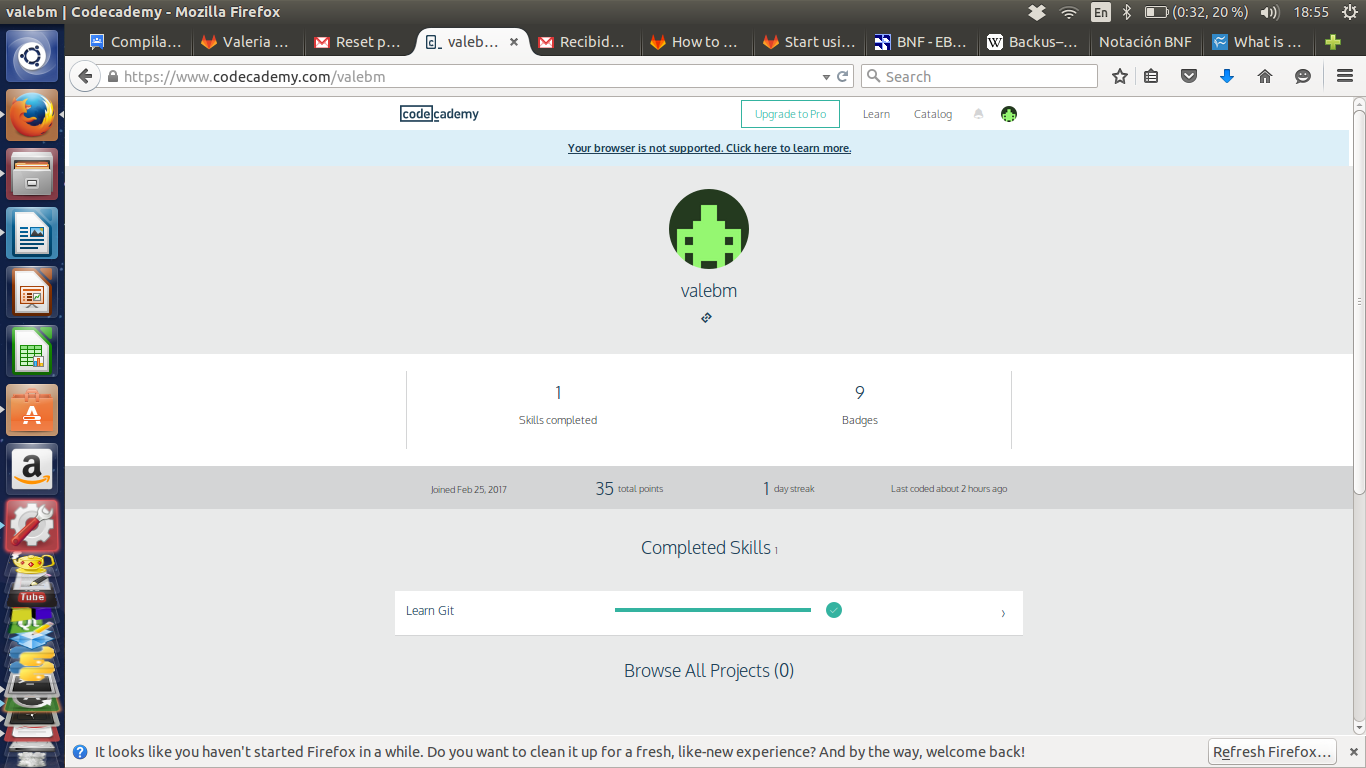 valebm | Codecademy - Mozilla Firefox
En
(0:32, 20 %)
18:55
Compila...
Valeria ...
Reset p...
valeb...
Recibid...
How to ...
Start usi...
BNF - EB...
Backus–...
Notación BNF
What is ...
https://www.codecademy.com/valebm
Search
codecademy
Upgrade to Pro
Learn
Catalog
Your browser is not supported. Click here to learn more.
valebm
1
Skills completed
9
Badges
Joined Feb 25, 2017
35 total points
1 day streak
Last coded about 2 hours ago
Completed Skills 1
Learn Git
Browse All Projects (0)
Tube
It looks like you haven't started Firefox in a while. Do you want to clean it up for a fresh, like-new experience? And by the way, welcome back!
Refresh Firefox...